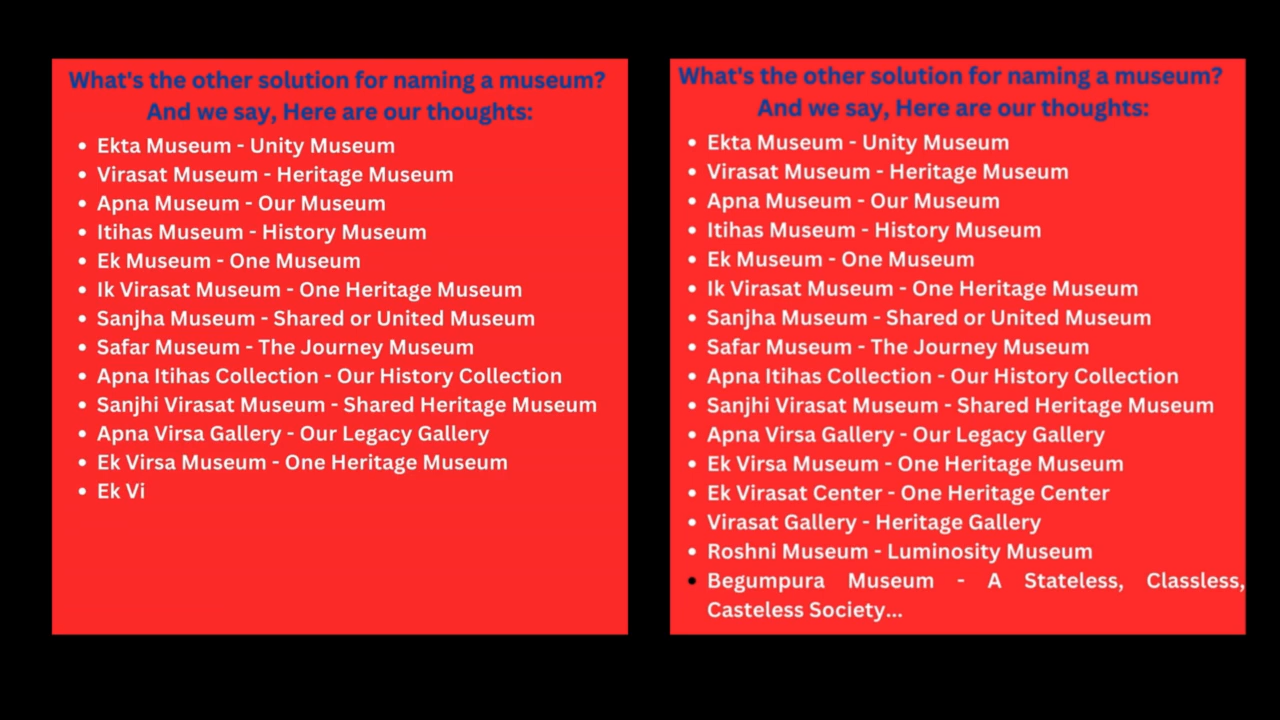 What's the other solution for naming a museum?
And we say, Here are our thoughts:
• Ekta Museum - Unity Museum
• Virasat Museum - Heritage Museum
• Apna Museum - Our Museum
• Itihas Museum - History Museum
• Ek Museum - One Museum
• Ik Virasat Museum - One Heritage Museum
• Sanjha Museum - Shared or United Museum
• Safar Museum - The Journey Museum
• Apna Itihas Collection - Our History Collection
• Sanjhi Virasat Museum - Shared Heritage Museum
• Apna Virsa Gallery - Our Legacy Gallery
• Ek Virsa Museum - One Heritage Museum
• Ek Vi
What's the other solution for naming a museum?
And we say, Here are our thoughts:
• Ekta Museum - Unity Museum
• Virasat Museum - Heritage Museum
• Apna Museum - Our Museum
• Itihas Museum - History Museum
• Ek Museum - One Museum
• Ik Virasat Museum - One Heritage Museum
• Sanjha Museum - Shared or United Museum
• Safar Museum - The Journey Museum
• Apna Itihas Collection - Our History Collection
• Sanjhi Virasat Museum - Shared Heritage Museum
• Apna Virsa Gallery - Our Legacy Gallery
• Ek Virsa Museum - One Heritage Museum
• Ek Virasat Center - One Heritage Center
• Virasat Gallery - Heritage Gallery
• Roshni Museum - Luminosity Museum
• Begumpura Museum - A Stateless, Classless,
Casteless Society...